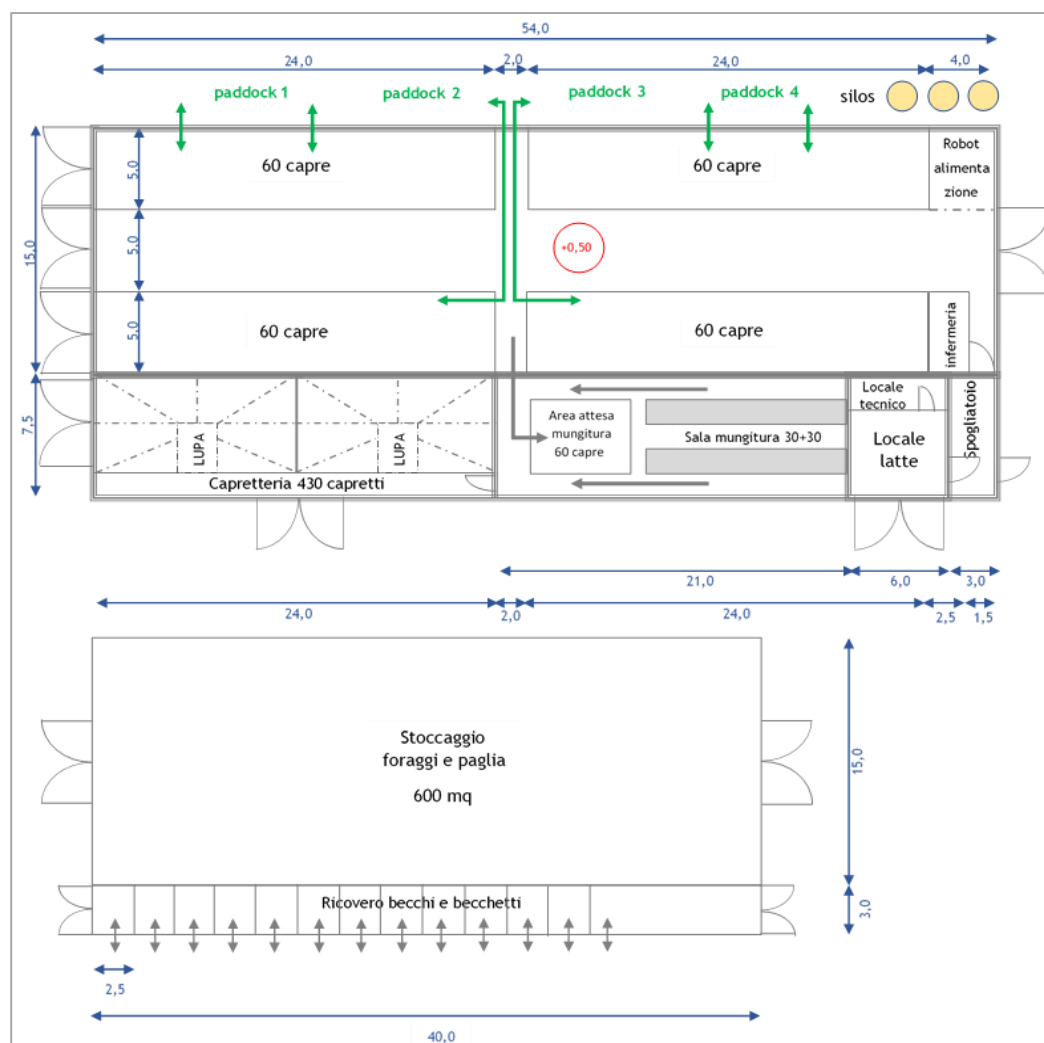 54,0
24,0
2,0
24,0
4,0
paddock 1
paddock 2
paddock 3
paddock 4
silos
60 capre
60 capre
Robot
alimenta
zione
5,0
5,0
5,0
15,0
+0,50
60 capre
60 capre
infermeria
7,5
LUPA
LUPA
Capretteria 430 capretti
Area attesa
mungitura
60 capre
Sala mungitura 30+30
Locale
tecnico
Locale
latte
Spogliatoio
21,0
6,0
3,0
24,0
2,0
24,0
2,5
1,5
Stoccaggio
foraggi e paglia
600 mq
15,0
Ricovero becchi e becchetti
3,0
2,5
40,0